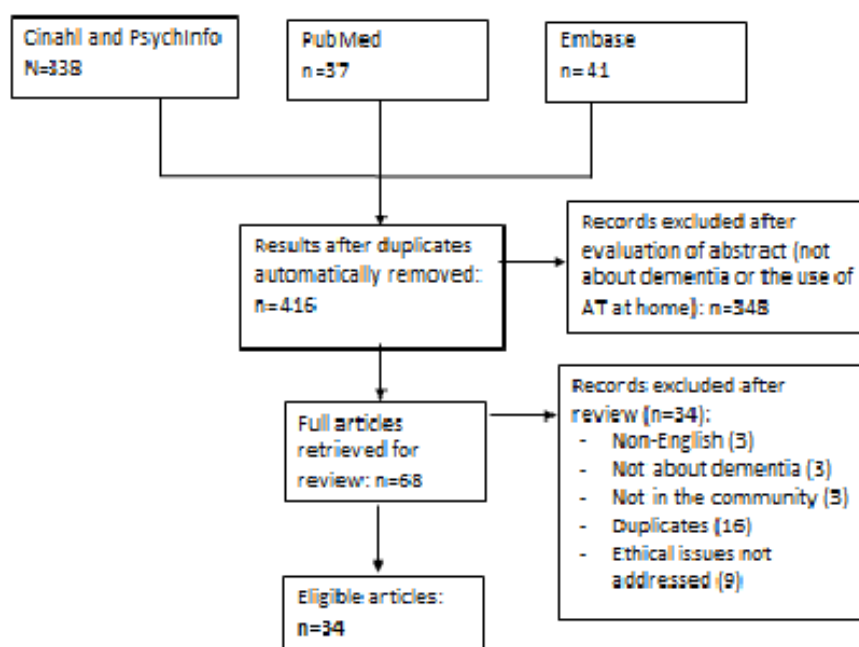 Cinahl and PsychInfo
N=338
PubMed
n=37
Embase
n=41
Results after duplicates
automatically removed:
n=416
Records excluded after
evaluation of abstract (not
about dementia or the use of
AT at home): n=348
Full articles
retrieved for
review: n=68
Records excluded after
review (n=34):
- Non-English (3)
- Not about dementia (3)
- Not in the community (3)
- Duplicates (16)
- Ethical issues not
addressed (9)
Eligible articles:
n=34